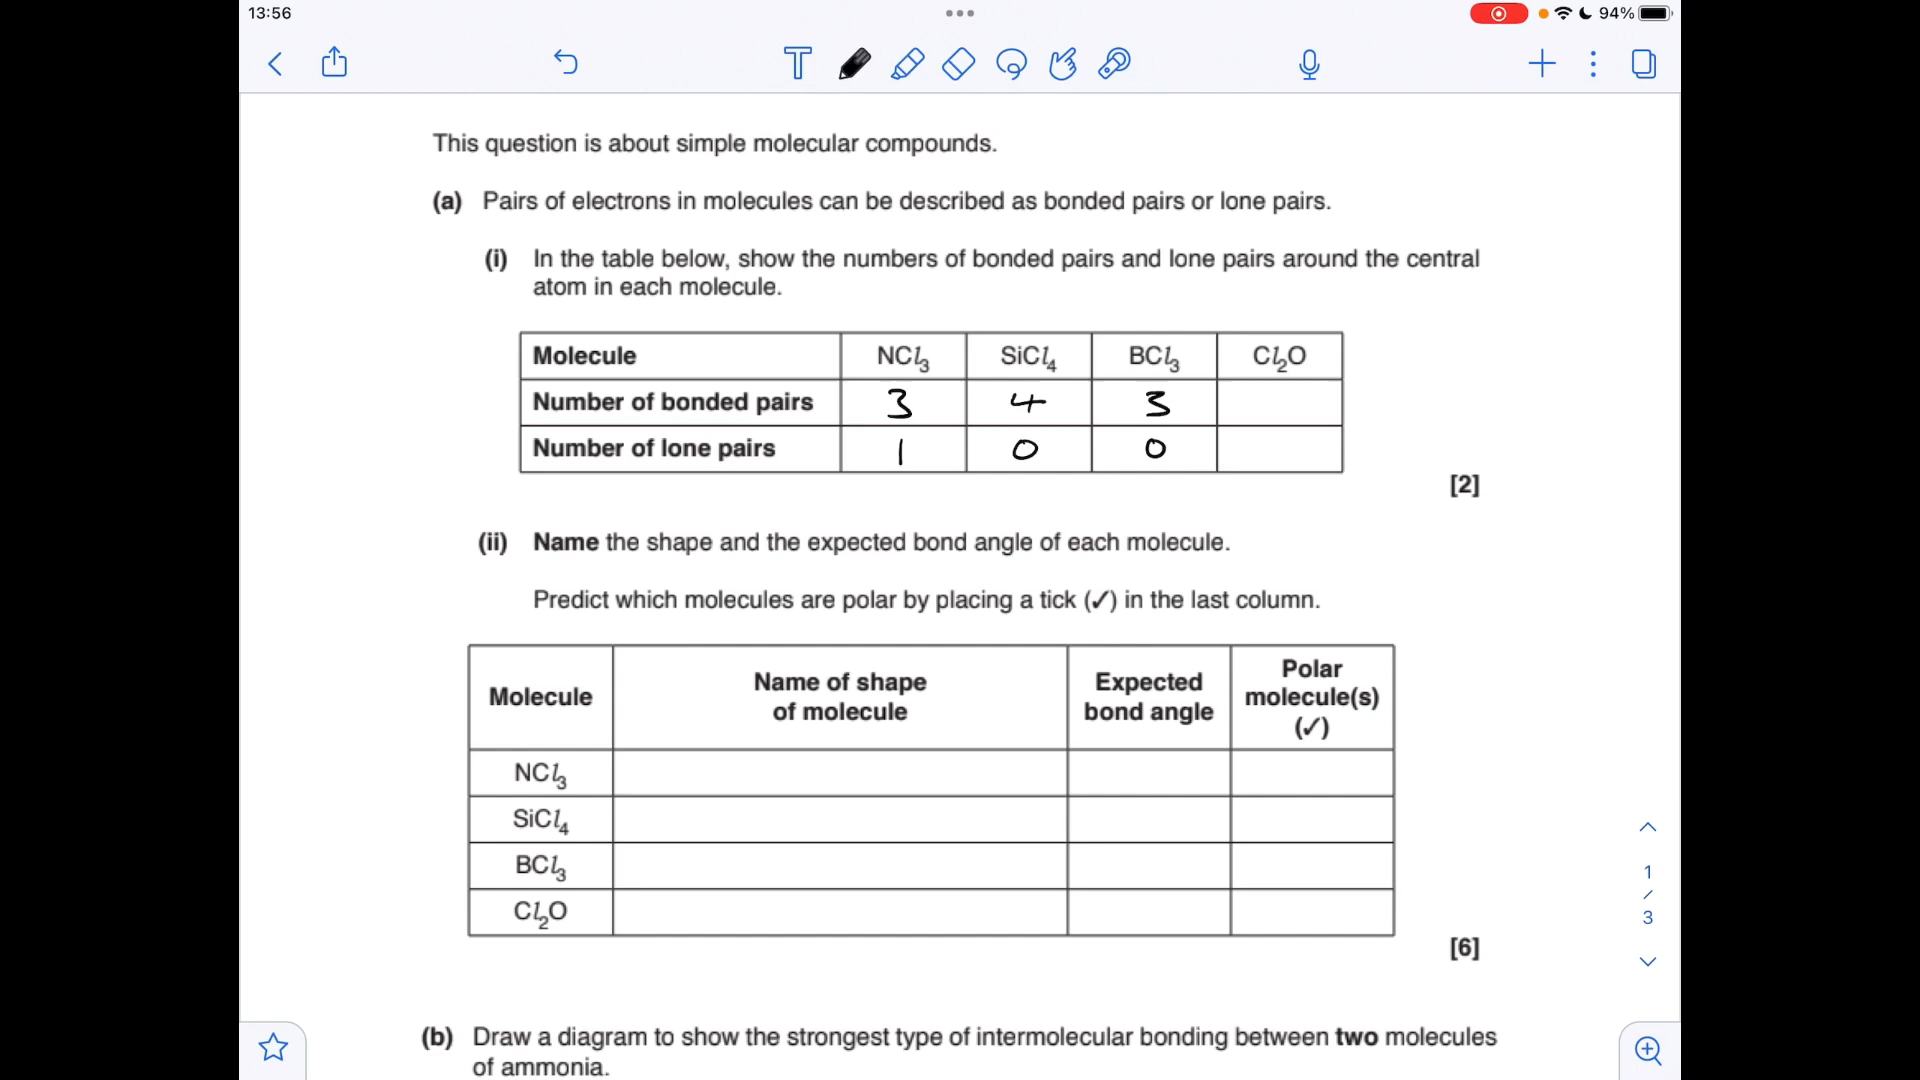 13:56
94%
This question is about simple molecular compounds.
(a) Pairs of electrons in molecules can be described as bonded pairs or lone pairs.
(i) In the table below, show the numbers of bonded pairs and lone pairs around the central
atom in each molecule.
Molecule NCl₃ SiCl₄ BCl₃ Cl₂O
Number of bonded pairs 3 4 3
Number of lone pairs 1 0 0
[2]
(ii) Name the shape and the expected bond angle of each molecule.
Predict which molecules are polar by placing a tick (✓) in the last column.
Molecule
Name of shape
of molecule
Expected
bond angle
Polar
molecule(s)
(✓)
NCl₃
SiCl₄
BCl₃
Cl₂O
[6]
1
/
3
(b) Draw a diagram to show the strongest type of intermolecular bonding between two molecules
of ammonia.